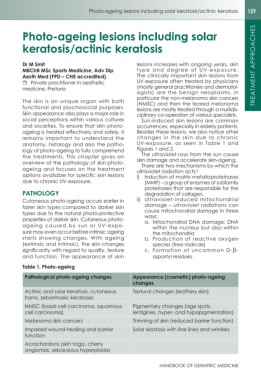 Photo-ageing lesions including solar keratosis/actinic keratosis
159
TREATMENT APPROACHES
Photo-ageing lesions including solar
keratosis/actinic keratosis
Dr M Smit
MBChB MSc Sports Medicine, Adv Dip
Aesth Med (FPD – CME accredited)
Private practitioner in aesthetic
medicine, Pretoria
The skin is an unique organ with both
functional and psychosocial purposes.
Skin appearance also plays a major role in
social perceptions within various cultures
and societies. To ensure that skin photo-
ageing is treated effectively and safely, it
remains important to understand the
anatomy, histology and also the patho-
logy of photo-ageing to fully comprehend
the treatments. This chapter gives an
overview of the pathology of skin photo-
ageing and focuses on the treatment
options available for specific skin lesions
due to chronic UV exposure.
PATHOLOGY
Cutaneous photo-ageing occurs earlier in
fairer skin types compared to darker skin
types due to the natural photo-protective
properties of darker skin. Cutaneous photo-
ageing caused by sun or UV-expo-
sure may even occur before intrinsic ageing
starts showing changes. With ageing
(extrinsic and intrinsic), the skin changes
significantly with regard to quality, texture
and function. The appearance of skin
lesions increases with ongoing years, skin
type and degree of UV-exposure.
The clinically important skin lesions from
UV-exposure often treated by physicians
(mostly general practitioners and dermato-
logists) are the benign neoplasms, in
particular the non-melanoma skin cancers
(NMSC) and then the feared melanoma
lesions are mostly treated through a multidis-
ciplinary co-operation of various specialists.
Sun-induced skin lesions are common
occurrences, especially in elderly patients.
Besides these lesions, we also notice other
changes in the skin due to chronic
UV-exposure, as seen in Table 1 and
Figures 1 and 2.
The ultraviolet rays from the sun cause
skin damage and accelerate skin-ageing.
There are two mechanisms by which the
ultraviolet radiation acts:
i) Induction of matrix metalloproteinases
(MMP) – a group of enzymes of subfamily
proteinases that are responsible for the
degradation of collagen.
ii) Ultraviolet-induced mitochondrial
damage – ultraviolet radiations can
cause mitochondrial damage in three
ways:
a. Mitochondrial DNA damage: DNA
within the nucleus but also within
the mitochondria
b. Production of reactive oxygen
species (free radicals)
c. Formation of uncommon D-β-
aspartyl residues
Table 1. Photo-ageing
Pathological photo-ageing changes
Appearance (cosmetic) photo-ageing
changes
Actinic and solar keratosis, cutaneous
horns, seborrhoeic keratoses
Textural changes (leathery skin)
NMSC (basal cell carcinoma, squamous
cell carcinoma)
Pigmentary changes (age spots,
lentigines, hyper- and hypopigmentation)
Melanoma skin cancers
Thinning of skin (reduced barrier function)
Impaired wound-healing and barrier
function
Solar elastosis with fine lines and wrinkles
Acrochordons (skin tags), cherry
angiomas, sebaceous hyperplasia
HANDBOOK OF GERIATRIC MEDICINE